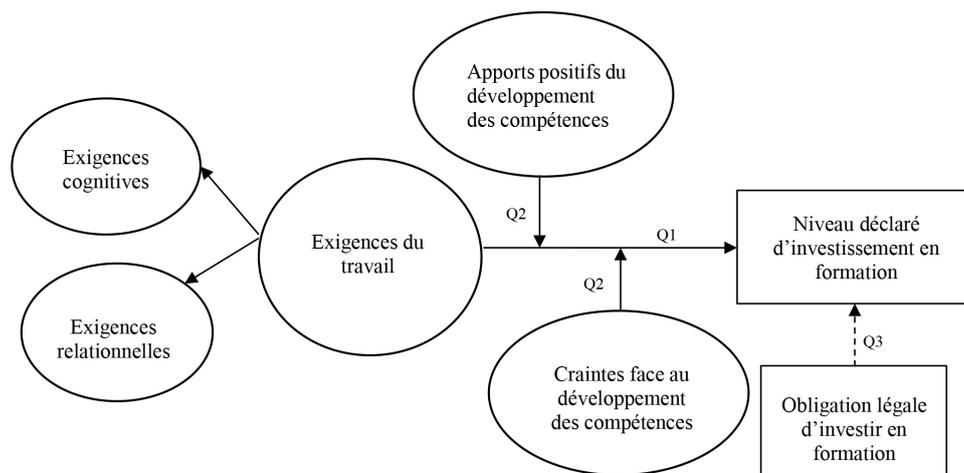 Apports positifs du
développement
des compétences
Exigences
cognitives
Q2
Exigences du
travail
Q1
Niveau déclaré
d’investissement en
formation
Exigences
relationnelles
Q2
Craintes face au
développement
des compétences
Q3
Obligation légale
d’investir en
formation